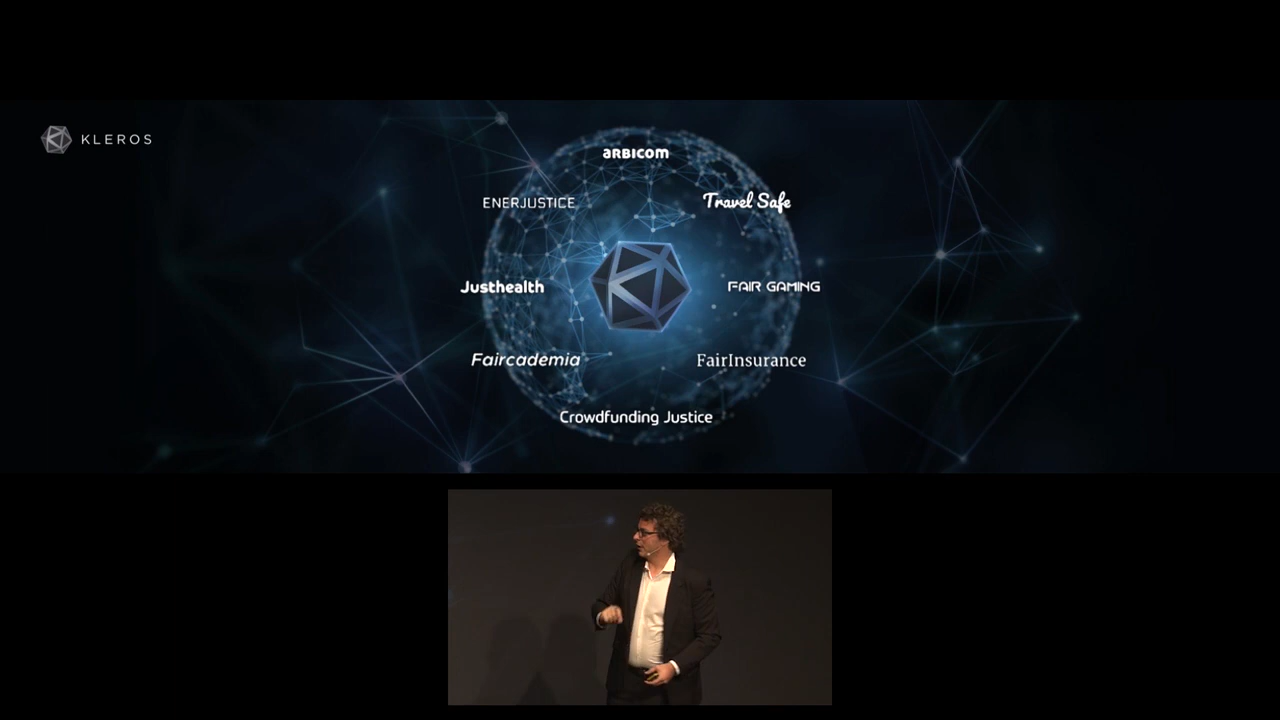 KLEROS
arbicom
ENERJUSTICE
Travel Safe
Justhealth
FAIR GAMING
Faircademia
FairInsurance
Crowdfunding Justice